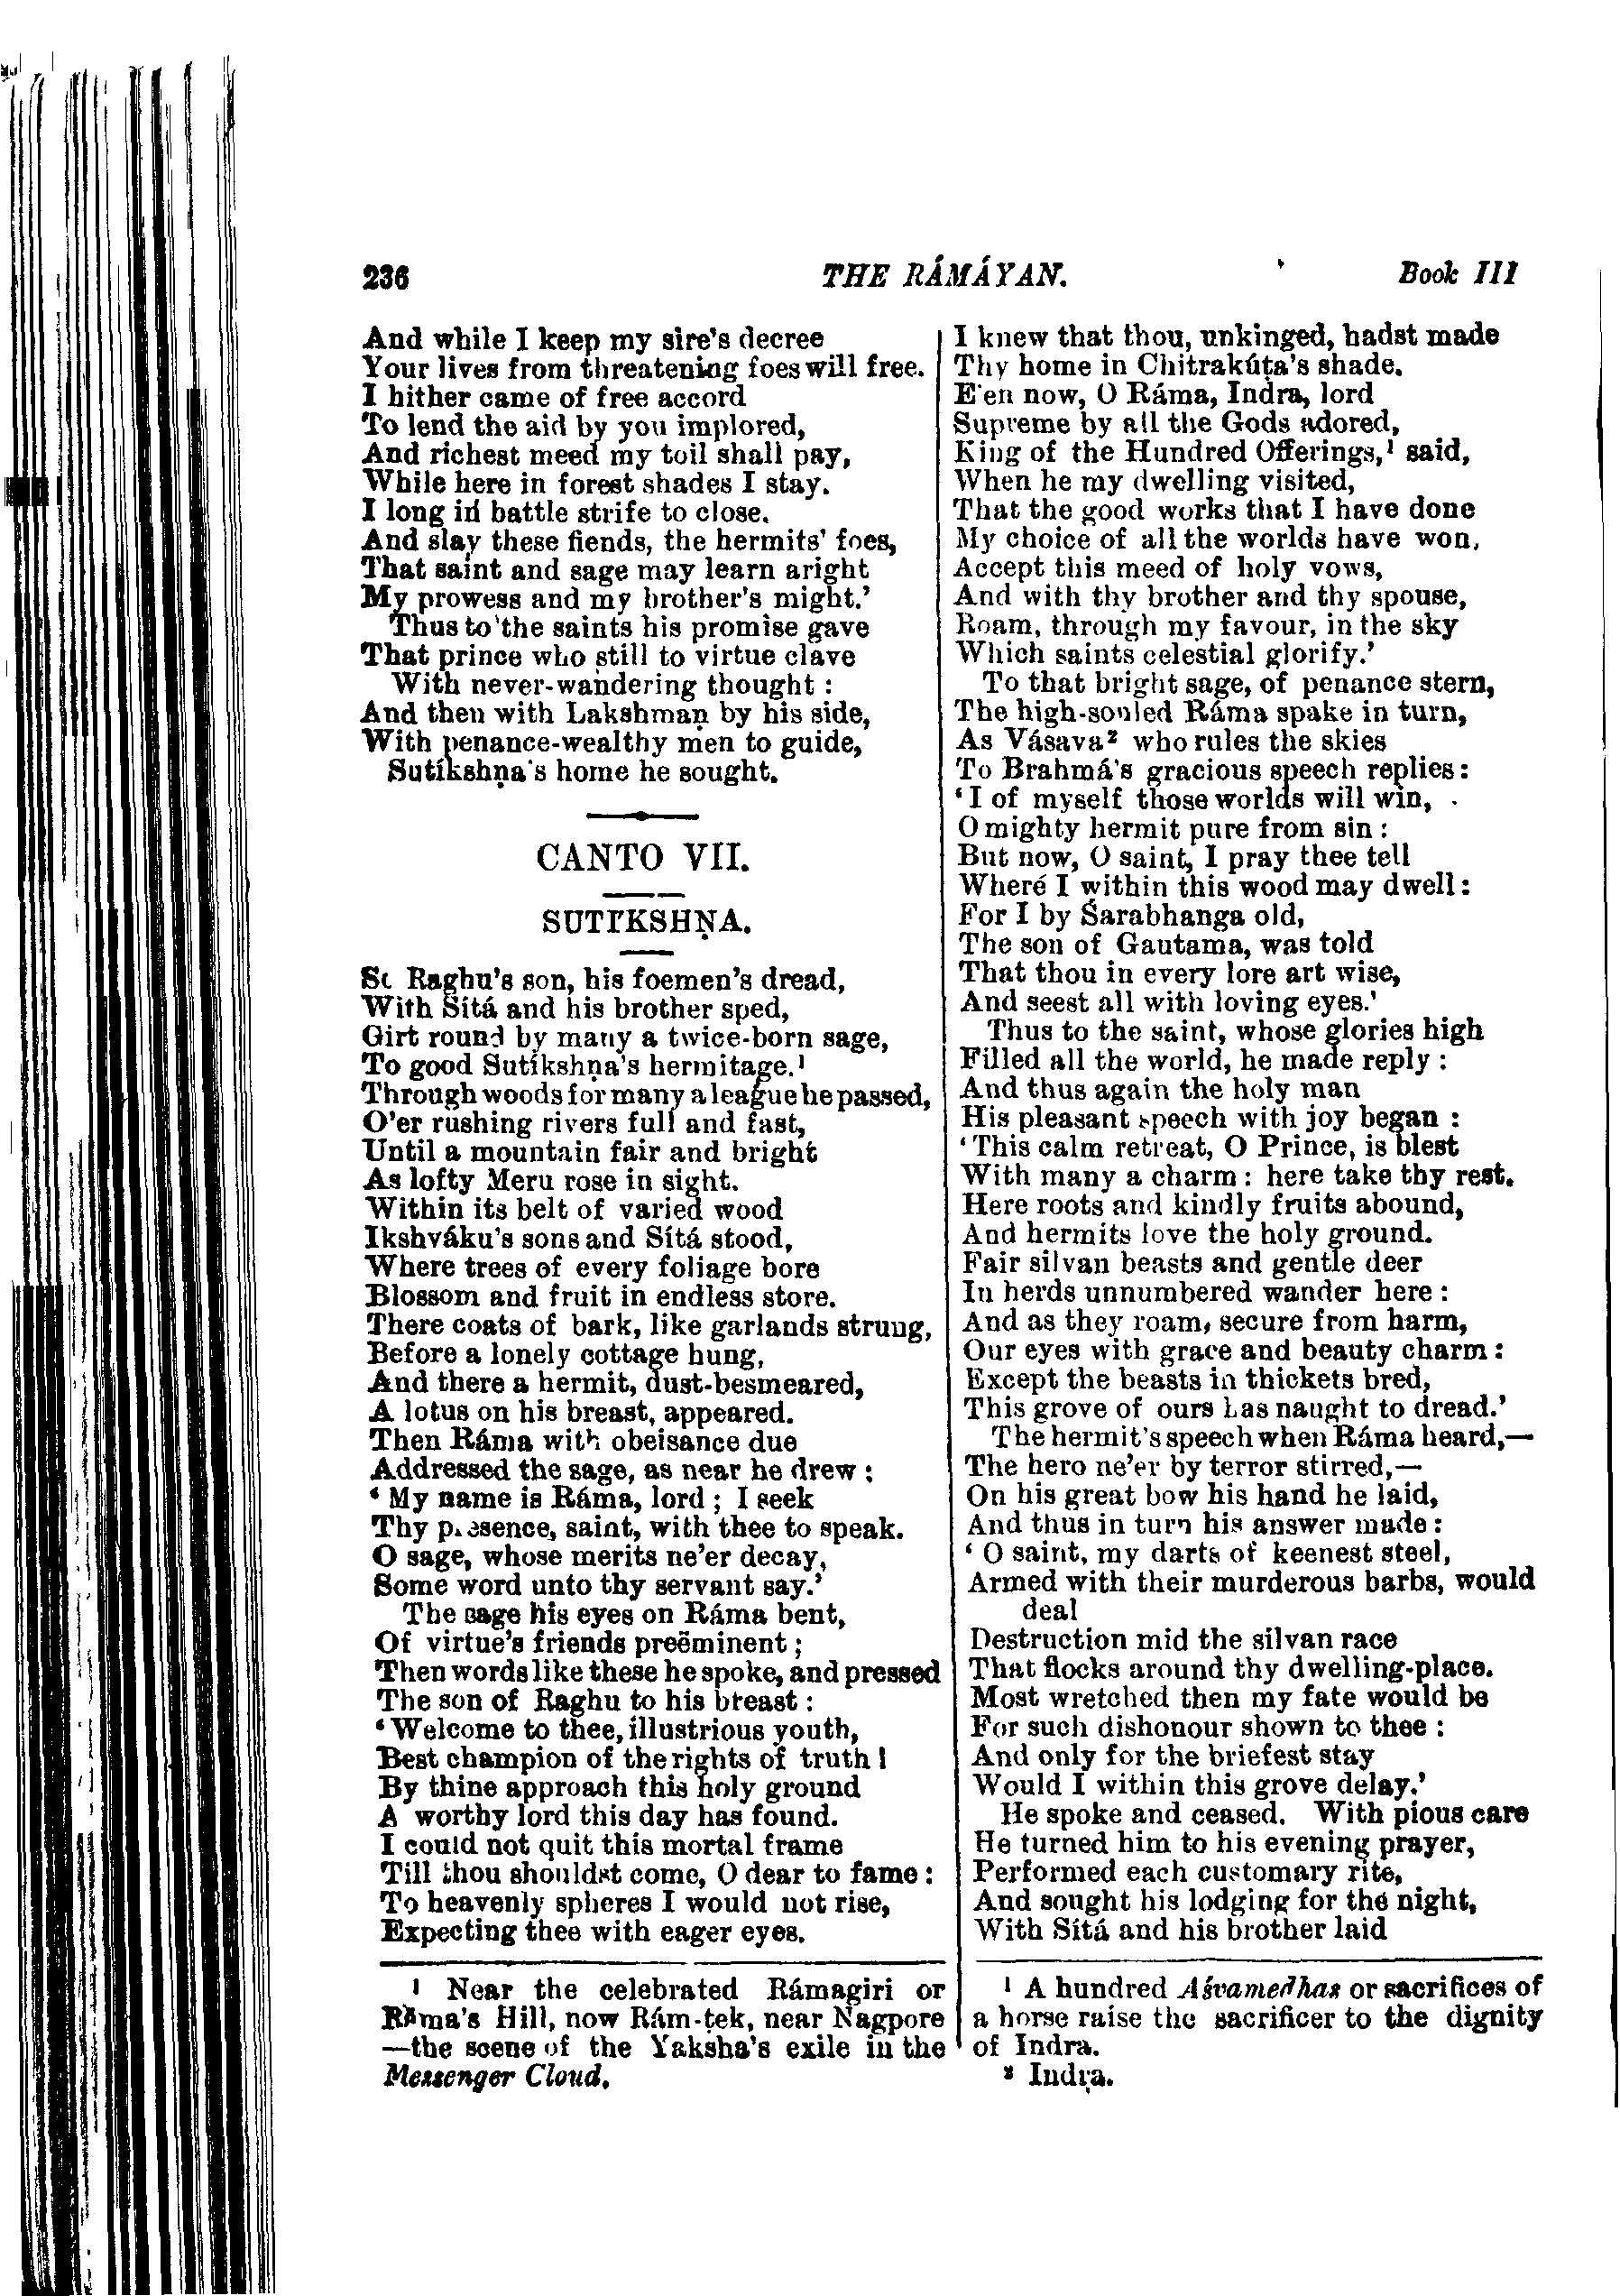 236 THE RÁMÁYAN. Book III
And while I keep my sire's decree
Your lives from threatening foes will free.
I hither came of free accord
To lend the aid by you implored,
And richest meed my toil shall pay,
While here in forest shades I stay.
I long in battle strife to close.
And slay these fiends, the hermits' foes,
That saint and sage may learn aright
My prowess and my brother's might.'
Thus to the saints his promise gave
That prince who still to virtue clave
With never-wandering thought :
And then with Lakshmaṇ by his side,
With penance-wealthy men to guide,
Sutíkshṇa's home he sought.
CANTO VII.
SUTÍKSHṆA.
So Raghu's son, his foemen's dread,
With Sítá and his brother sped,
Girt round by many a twice-born sage,
To good Sutíkshṇa's hermitage.¹
Through woods for many a league he passed,
O'er rushing rivers full and fast,
Until a mountain fair and bright
As lofty Meru rose in sight.
Within its belt of varied wood
Ikshváku's sons and Sítá stood,
Where trees of every foliage bore
Blossom and fruit in endless store.
There coats of bark, like garlands strung,
Before a lonely cottage hung,
And there a hermit, dust-besmeared,
A lotus on his breast, appeared.
Then Ráma with obeisance due
Addressed the sage, as near he drew :
' My name is Ráma, lord ; I seek
Thy presence, saint, with thee to speak.
O sage, whose merits ne'er decay,
Some word unto thy servant say.'
The sage his eyes on Ráma bent,
Of virtue's friends preëminent ;
Then words like these he spoke, and pressed
The son of Raghu to his breast :
' Welcome to thee, illustrious youth,
Best champion of the rights of truth !
By thine approach this holy ground
A worthy lord this day has found.
I could not quit this mortal frame
Till thou shouldst come, O dear to fame :
To heavenly spheres I would not rise,
Expecting thee with eager eyes.
¹ Near the celebrated Rámagiri or
Ráma's Hill, now Rám-ṭek, near Nagpore
—the scene of the Yaksha's exile in the
Messenger Cloud.
I knew that thou, unkinged, hadst made
Thy home in Chitrakúṭa's shade.
E'en now, O Ráma, Indra, lord
Supreme by all the Gods adored,
King of the Hundred Offerings,¹ said,
When he my dwelling visited,
That the good works that I have done
My choice of all the worlds have won.
Accept this meed of holy vows,
And with thy brother and thy spouse,
Roam, through my favour, in the sky
Which saints celestial glorify.'
To that bright sage, of penance stern,
The high-souled Ráma spake in turn,
As Vásava² who rules the skies
To Brahmá's gracious speech replies:
' I of myself those worlds will win,
O mighty hermit pure from sin :
But now, O saint, I pray thee tell
Where I within this wood may dwell:
For I by Śarabhanga old,
The son of Gautama, was told
That thou in every lore art wise,
And seest all with loving eyes.'
Thus to the saint, whose glories high
Filled all the world, he made reply :
And thus again the holy man
His pleasant speech with joy began :
' This calm retreat, O Prince, is blest
With many a charm : here take thy rest.
Here roots and kindly fruits abound,
And hermits love the holy ground.
Fair silvan beasts and gentle deer
In herds unnumbered wander here :
And as they roam, secure from harm,
Our eyes with grace and beauty charm :
Except the beasts in thickets bred,
This grove of ours has naught to dread.'
The hermit's speech when Ráma heard,—
The hero ne'er by terror stirred,—
On his great bow his hand he laid,
And thus in turn his answer made :
' O saint, my darts of keenest steel,
Armed with their murderous barbs, would
deal
Destruction mid the silvan race
That flocks around thy dwelling-place.
Most wretched then my fate would be
For such dishonour shown to thee :
And only for the briefest stay
Would I within this grove delay.'
He spoke and ceased. With pious care
He turned him to his evening prayer,
Performed each customary rite,
And sought his lodging for the night,
With Sítá and his brother laid
¹ A hundred Aśvamedhas or sacrifices of
a horse raise the sacrificer to the dignity
of Indra.
² Indra.